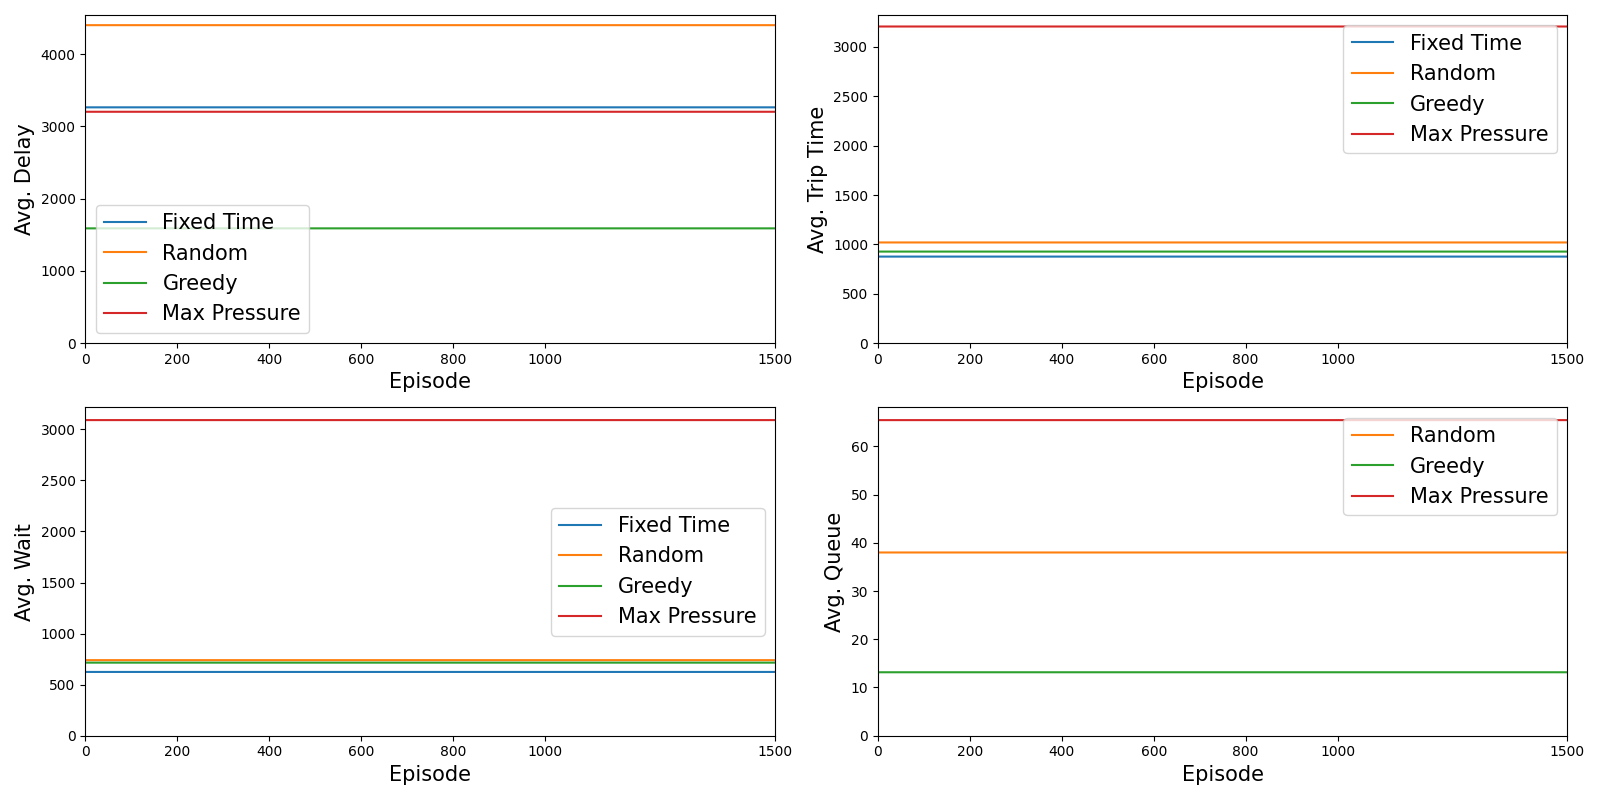 Avg. Delay
4000
3000
2000
1000
0
Fixed Time
Random
Greedy
Max Pressure
0 200 400 600 800 1000 1500
Episode
Avg. Trip Time
3000
2500
2000
1500
1000
500
0
Fixed Time
Random
Greedy
Max Pressure
0 200 400 600 800 1000 1500
Episode
Avg. Wait
3000
2500
2000
1500
1000
500
0
Fixed Time
Random
Greedy
Max Pressure
0 200 400 600 800 1000 1500
Episode
Avg. Queue
60
50
40
30
20
10
0
Random
Greedy
Max Pressure
0 200 400 600 800 1000 1500
Episode